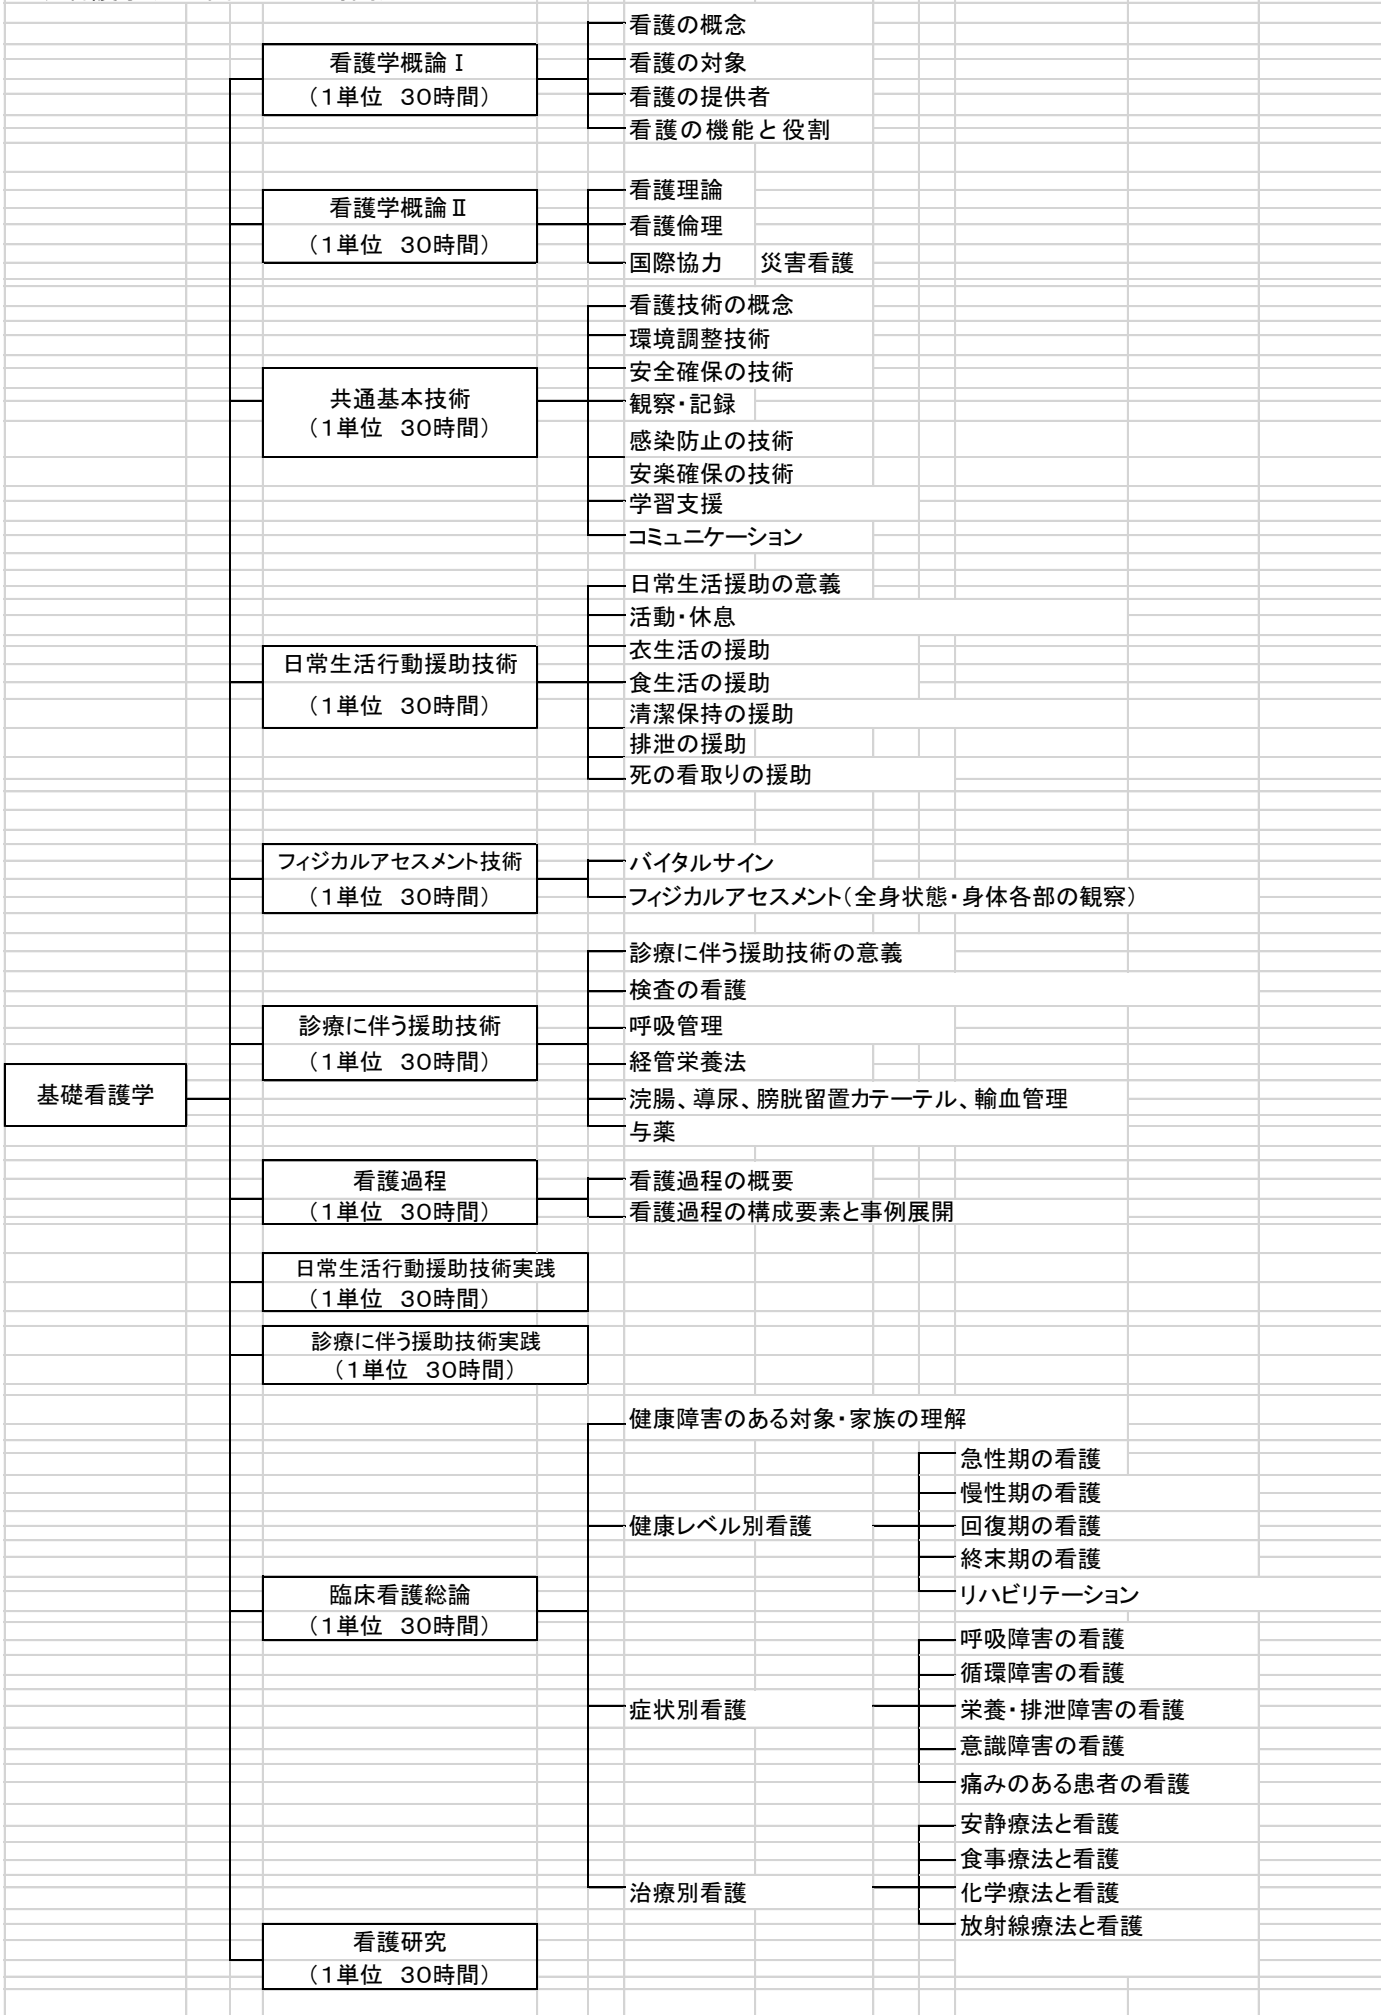 看護の概念
看護学概論Ⅰ
（１単位　３０時間）
看護の対象
看護の提供者
看護の機能と役割
看護学概論Ⅱ
（１単位　３０時間）
看護理論
看護倫理
国際協力　災害看護
共通基本技術
（１単位　３０時間）
看護技術の概念
環境調整技術
安全確保の技術
観察・記録
感染防止の技術
安楽確保の技術
学習支援
コミュニケーション
日常生活行動援助技術
（１単位　３０時間）
日常生活援助の意義
活動・休息
衣生活の援助
食生活の援助
清潔保持の援助
排泄の援助
死の看取りの援助
フィジカルアセスメント技術
（１単位　３０時間）
バイタルサイン
フィジカルアセスメント（全身状態・身体各部の観察）
診療に伴う援助技術
（１単位　３０時間）
診療に伴う援助技術の意義
検査の看護
呼吸管理
経管栄養法
浣腸、導尿、膀胱留置カテーテル、輸血管理
与薬
基礎看護学
看護過程
（１単位　３０時間）
看護過程の概要
看護過程の構成要素と事例展開
日常生活行動援助技術実践
（１単位　３０時間）
診療に伴う援助技術実践
（１単位　３０時間）
臨床看護総論
（１単位　３０時間）
健康障害のある対象・家族の理解
健康レベル別看護
急性期の看護
慢性期の看護
回復期の看護
終末期の看護
リハビリテーション
症状別看護
呼吸障害の看護
循環障害の看護
栄養・排泄障害の看護
意識障害の看護
痛みのある患者の看護
治療別看護
安静療法と看護
食事療法と看護
化学療法と看護
放射線療法と看護
看護研究
（１単位　３０時間）